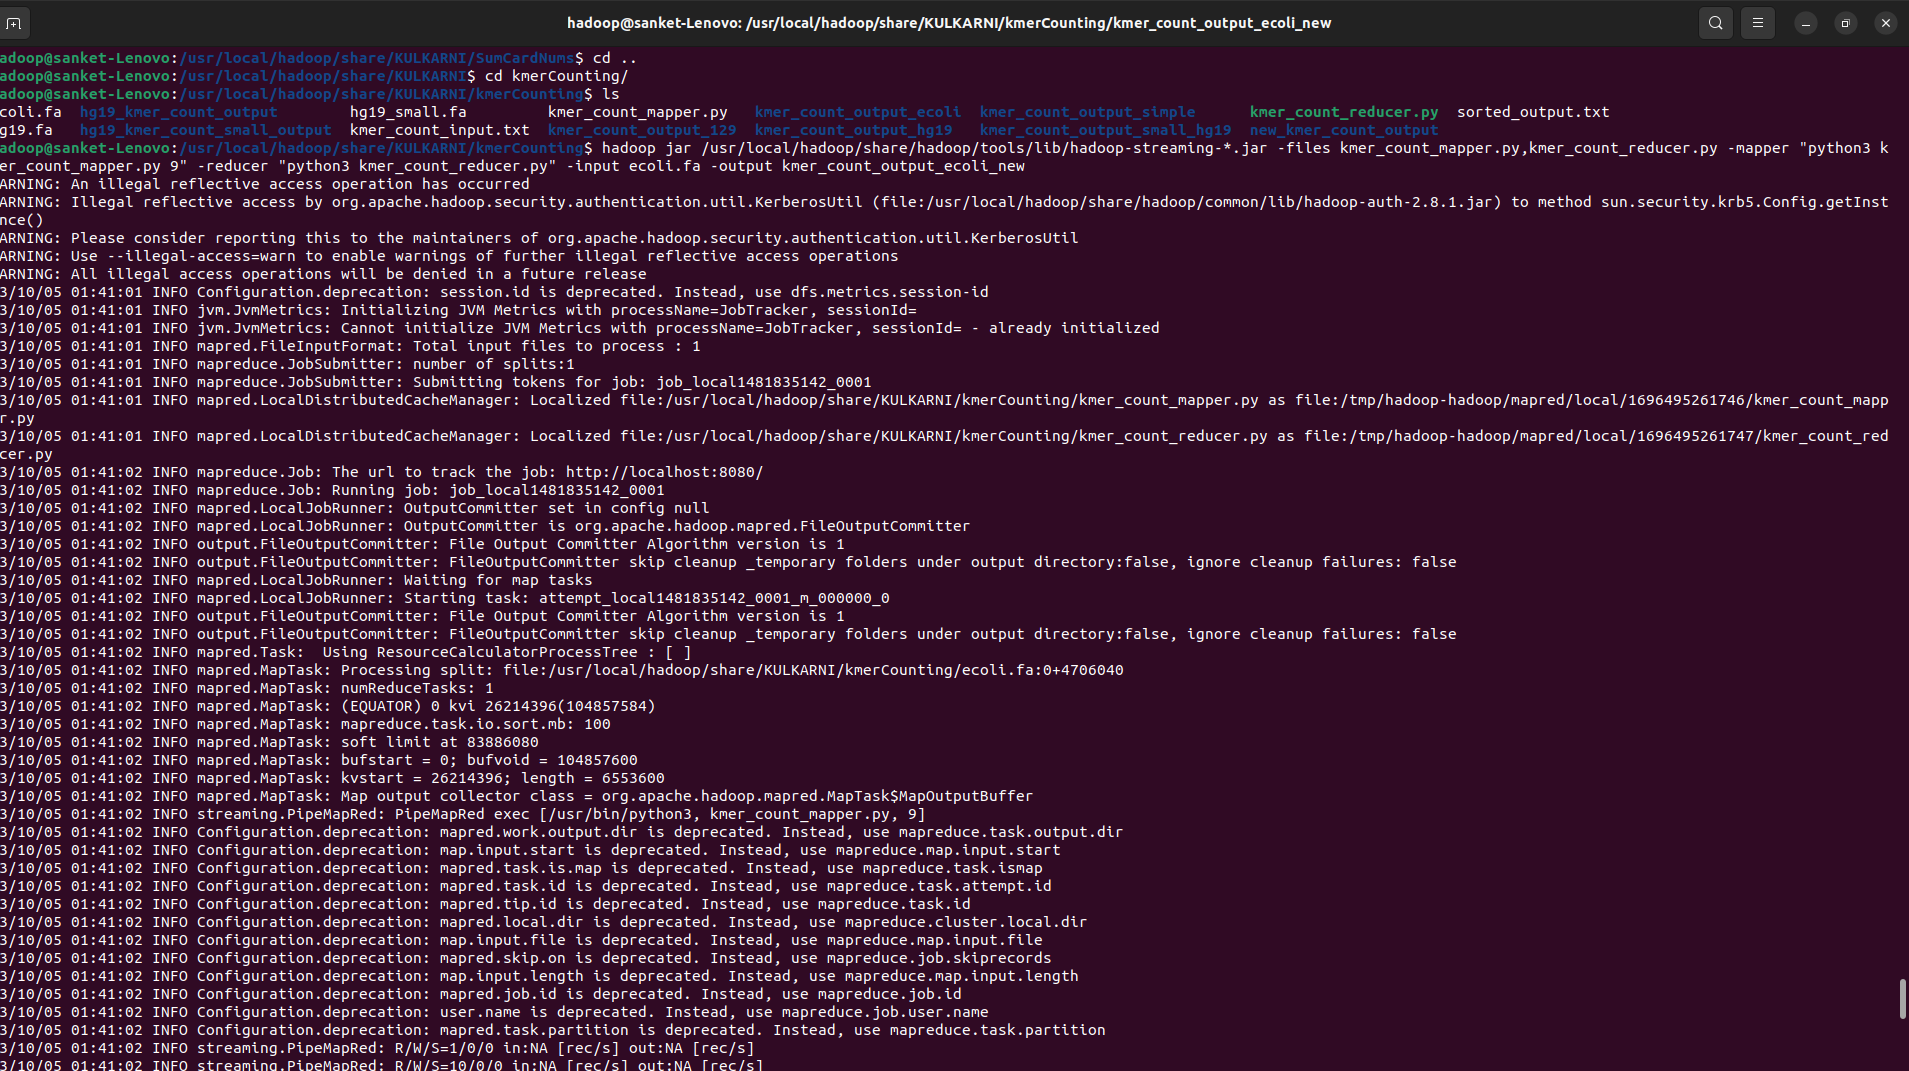 hadoop@sanket-Lenovo: /usr/local/hadoop/share/KULKARNI/kmerCounting/kmer_count_output_ecoli_new
adoop@sanket-Lenovo:/usr/local/hadoop/share/KULKARNI/SumCardNums$ cd ..
adoop@sanket-Lenovo:/usr/local/hadoop/share/KULKARNI$ cd kmerCounting/
adoop@sanket-Lenovo:/usr/local/hadoop/share/KULKARNI/kmerCounting$ ls
coli.fa  hg19_kmer_count_output        hg19_small.fa         kmer_count_mapper.py   kmer_count_output_ecoli  kmer_count_output_simple      kmer_count_reducer.py  sorted_output.txt
g19.fa   hg19_kmer_count_small_output  kmer_count_input.txt  kmer_count_output_129  kmer_count_output_hg19   kmer_count_output_small_hg19  new_kmer_count_output
adoop@sanket-Lenovo:/usr/local/hadoop/share/KULKARNI/kmerCounting$ hadoop jar /usr/local/hadoop/share/hadoop/tools/lib/hadoop-streaming-*.jar -files kmer_count_mapper.py,kmer_count_reducer.py -mapper "python3 k
er_count_mapper.py 9" -reducer "python3 kmer_count_reducer.py" -input ecoli.fa -output kmer_count_output_ecoli_new
ARNING: An illegal reflective access operation has occurred
ARNING: Illegal reflective access by org.apache.hadoop.security.authentication.util.KerberosUtil (file:/usr/local/hadoop/share/hadoop/common/lib/hadoop-auth-2.8.1.jar) to method sun.security.krb5.Config.getInst
nce()
ARNING: Please consider reporting this to the maintainers of org.apache.hadoop.security.authentication.util.KerberosUtil
ARNING: Use --illegal-access=warn to enable warnings of further illegal reflective access operations
ARNING: All illegal access operations will be denied in a future release
3/10/05 01:41:01 INFO Configuration.deprecation: session.id is deprecated. Instead, use dfs.metrics.session-id
3/10/05 01:41:01 INFO jvm.JvmMetrics: Initializing JVM Metrics with processName=JobTracker, sessionId=
3/10/05 01:41:01 INFO jvm.JvmMetrics: Cannot initialize JVM Metrics with processName=JobTracker, sessionId= - already initialized
3/10/05 01:41:01 INFO mapred.FileInputFormat: Total input files to process : 1
3/10/05 01:41:01 INFO mapreduce.JobSubmitter: number of splits:1
3/10/05 01:41:01 INFO mapreduce.JobSubmitter: Submitting tokens for job: job_local1481835142_0001
3/10/05 01:41:01 INFO mapred.LocalDistributedCacheManager: Localized file:/usr/local/hadoop/share/KULKARNI/kmerCounting/kmer_count_mapper.py as file:/tmp/hadoop-hadoop/mapred/local/1696495261746/kmer_count_mapp
r.py
3/10/05 01:41:01 INFO mapred.LocalDistributedCacheManager: Localized file:/usr/local/hadoop/share/KULKARNI/kmerCounting/kmer_count_reducer.py as file:/tmp/hadoop-hadoop/mapred/local/1696495261747/kmer_count_red
cer.py
3/10/05 01:41:02 INFO mapreduce.Job: The url to track the job: http://localhost:8080/
3/10/05 01:41:02 INFO mapreduce.Job: Running job: job_local1481835142_0001
3/10/05 01:41:02 INFO mapred.LocalJobRunner: OutputCommitter set in config null
3/10/05 01:41:02 INFO mapred.LocalJobRunner: OutputCommitter is org.apache.hadoop.mapred.FileOutputCommitter
3/10/05 01:41:02 INFO output.FileOutputCommitter: File Output Committer Algorithm version is 1
3/10/05 01:41:02 INFO output.FileOutputCommitter: FileOutputCommitter skip cleanup _temporary folders under output directory:false, ignore cleanup failures: false
3/10/05 01:41:02 INFO mapred.LocalJobRunner: Waiting for map tasks
3/10/05 01:41:02 INFO mapred.LocalJobRunner: Starting task: attempt_local1481835142_0001_m_000000_0
3/10/05 01:41:02 INFO output.FileOutputCommitter: File Output Committer Algorithm version is 1
3/10/05 01:41:02 INFO output.FileOutputCommitter: FileOutputCommitter skip cleanup _temporary folders under output directory:false, ignore cleanup failures: false
3/10/05 01:41:02 INFO mapred.Task:  Using ResourceCalculatorProcessTree : [ ]
3/10/05 01:41:02 INFO mapred.MapTask: Processing split: file:/usr/local/hadoop/share/KULKARNI/kmerCounting/ecoli.fa:0+4706040
3/10/05 01:41:02 INFO mapred.MapTask: numReduceTasks: 1
3/10/05 01:41:02 INFO mapred.MapTask: (EQUATOR) 0 kvi 26214396(104857584)
3/10/05 01:41:02 INFO mapred.MapTask: mapreduce.task.io.sort.mb: 100
3/10/05 01:41:02 INFO mapred.MapTask: soft limit at 83886080
3/10/05 01:41:02 INFO mapred.MapTask: bufstart = 0; bufvoid = 104857600
3/10/05 01:41:02 INFO mapred.MapTask: kvstart = 26214396; length = 6553600
3/10/05 01:41:02 INFO mapred.MapTask: Map output collector class = org.apache.hadoop.mapred.MapTask$MapOutputBuffer
3/10/05 01:41:02 INFO streaming.PipeMapRed: PipeMapRed exec [/usr/bin/python3, kmer_count_mapper.py, 9]
3/10/05 01:41:02 INFO Configuration.deprecation: mapred.work.output.dir is deprecated. Instead, use mapreduce.task.output.dir
3/10/05 01:41:02 INFO Configuration.deprecation: map.input.start is deprecated. Instead, use mapreduce.map.input.start
3/10/05 01:41:02 INFO Configuration.deprecation: mapred.task.is.map is deprecated. Instead, use mapreduce.task.ismap
3/10/05 01:41:02 INFO Configuration.deprecation: mapred.task.id is deprecated. Instead, use mapreduce.task.attempt.id
3/10/05 01:41:02 INFO Configuration.deprecation: mapred.tip.id is deprecated. Instead, use mapreduce.task.id
3/10/05 01:41:02 INFO Configuration.deprecation: mapred.local.dir is deprecated. Instead, use mapreduce.cluster.local.dir
3/10/05 01:41:02 INFO Configuration.deprecation: map.input.file is deprecated. Instead, use mapreduce.map.input.file
3/10/05 01:41:02 INFO Configuration.deprecation: mapred.skip.on is deprecated. Instead, use mapreduce.job.skiprecords
3/10/05 01:41:02 INFO Configuration.deprecation: map.input.length is deprecated. Instead, use mapreduce.map.input.length
3/10/05 01:41:02 INFO Configuration.deprecation: mapred.job.id is deprecated. Instead, use mapreduce.job.id
3/10/05 01:41:02 INFO Configuration.deprecation: user.name is deprecated. Instead, use mapreduce.job.user.name
3/10/05 01:41:02 INFO Configuration.deprecation: mapred.task.partition is deprecated. Instead, use mapreduce.task.partition
3/10/05 01:41:02 INFO streaming.PipeMapRed: R/W/S=1/0/0 in:NA [rec/s] out:NA [rec/s]
3/10/05 01:41:02 INFO streaming.PipeMapRed: R/W/S=10/0/0 in:NA [rec/s] out:NA [rec/s]